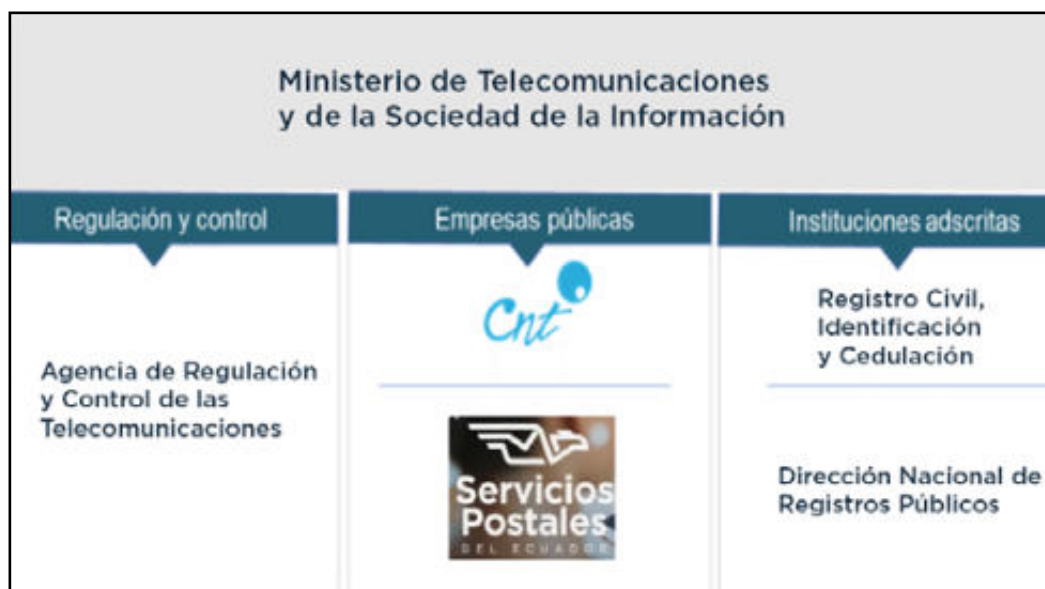 Ministerio de Telecomunicaciones
y de la Sociedad de la Información
Regulación y control
Agencia de Regulación
y Control de las
Telecomunicaciones
Empresas públicas
Cnt
Servicios
Postales
DEL ECUADOR
Instituciones adscritas
Registro Civil,
Identificación
y Cedulación
Dirección Nacional de
Registros Públicos